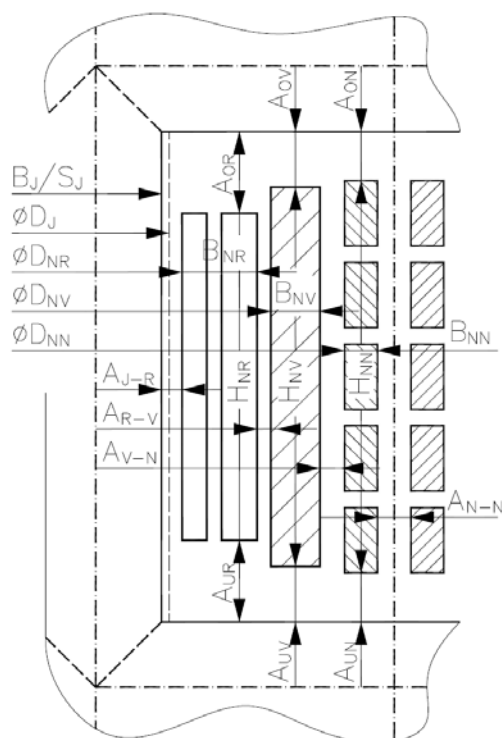 A_OV
A_ON
A_OR
B_J/S_J
ØD_J
ØD_NR
B_NR
ØD_NV
B_NV
ØD_NN
B_NN
A_J-R
H_NR
H_NV
H_NN
A_R-V
A_V-N
A_N-N
A_UR
A_UV
A_UN